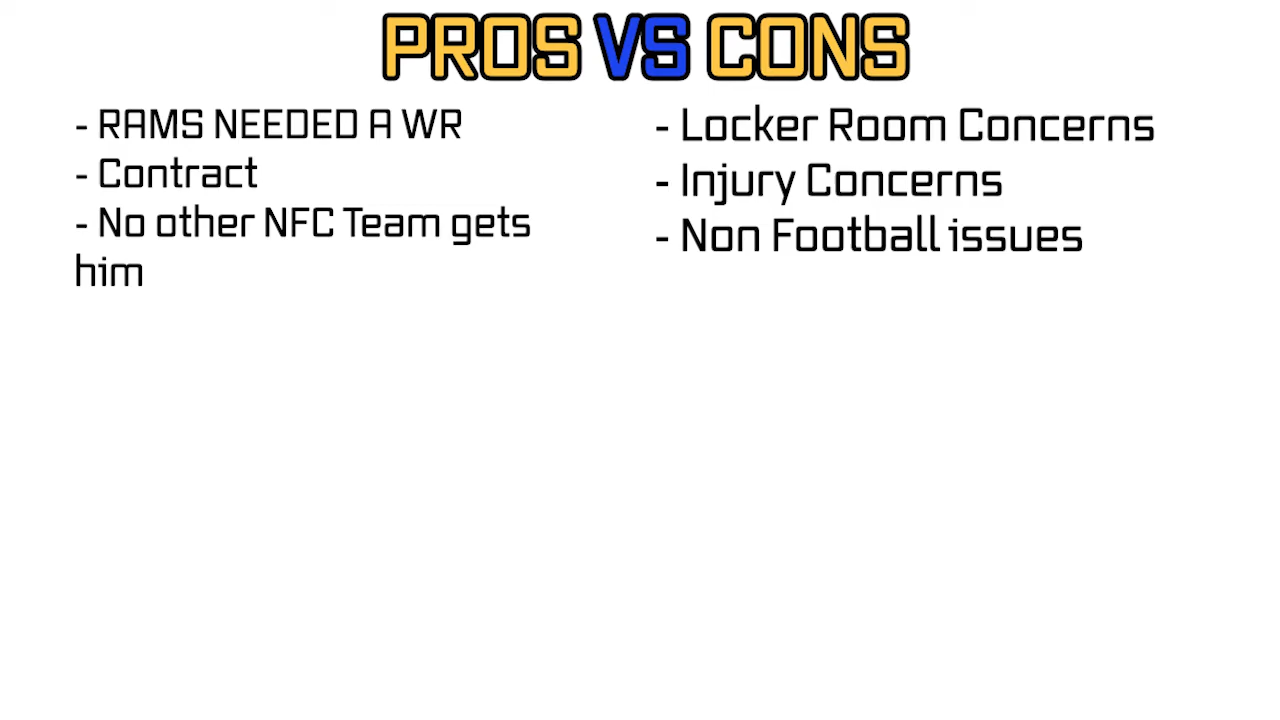 PROS VS CONS
- RAMS NEEDED A WR
- Contract
- No other NFC Team gets
him
- Locker Room Concerns
- Injury Concerns
- Non Football issues